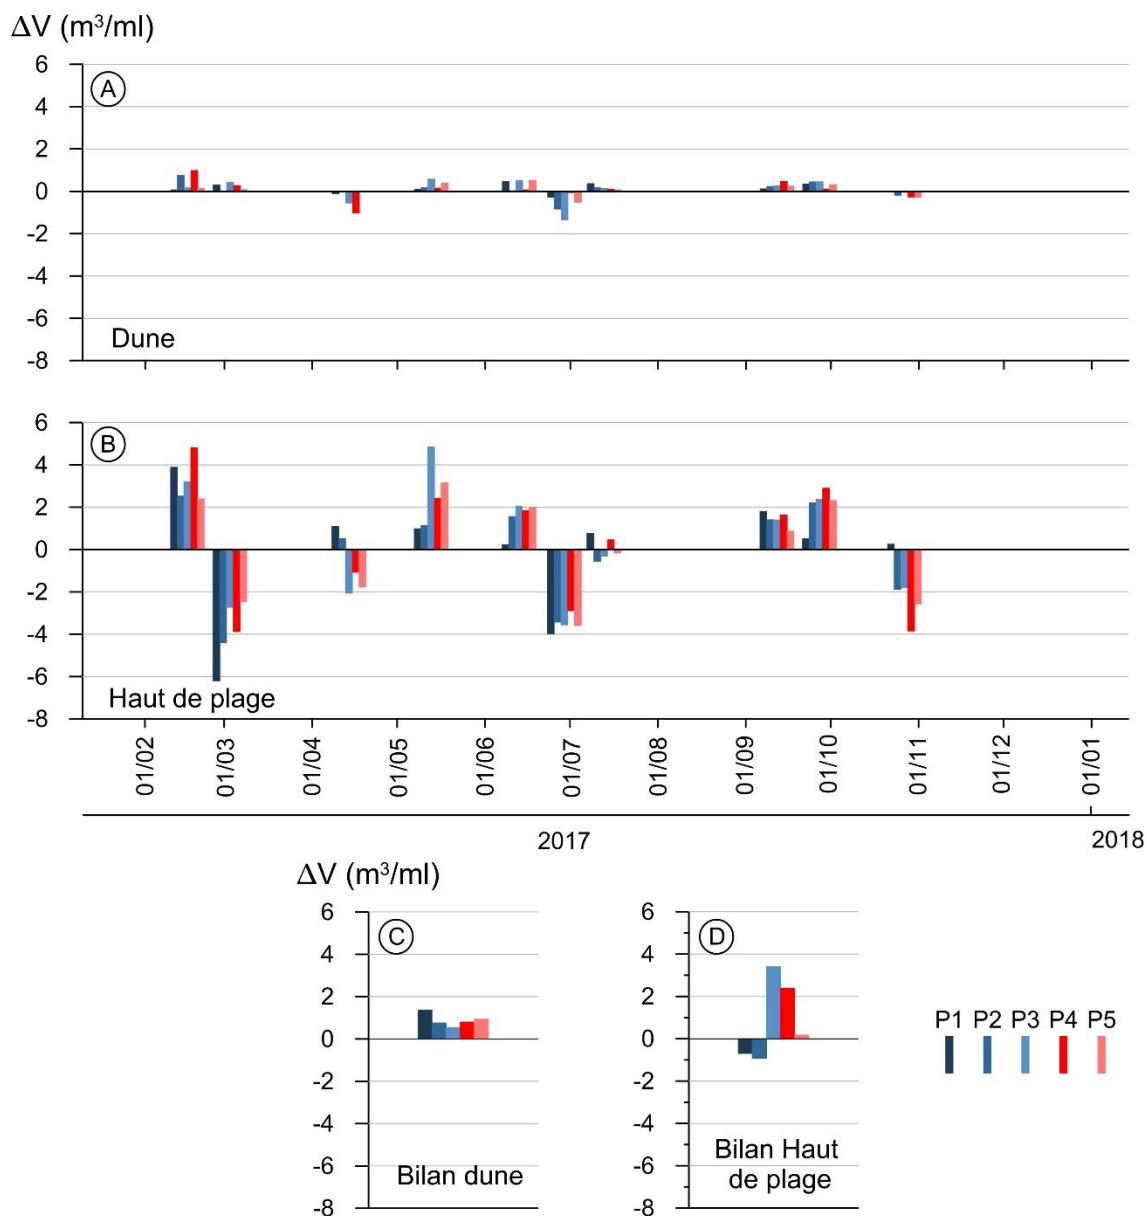 ΔV (m³/ml)
6
A
4
2
0
-2
-4
-6
Dune
-8
6
B
4
2
0
-2
-4
-6
Haut de plage
-8
01/02 01/03 01/04 01/05 01/06 01/07 01/08 01/09 01/10 01/11 01/12 01/01
2017 2018
ΔV (m³/ml)
6 6
C D
4 4
2 2
P1 P2 P3 P4 P5
0 0
-2 -2
-4 -4
Bilan Haut
-6 -6
Bilan dune de plage
-8 -8